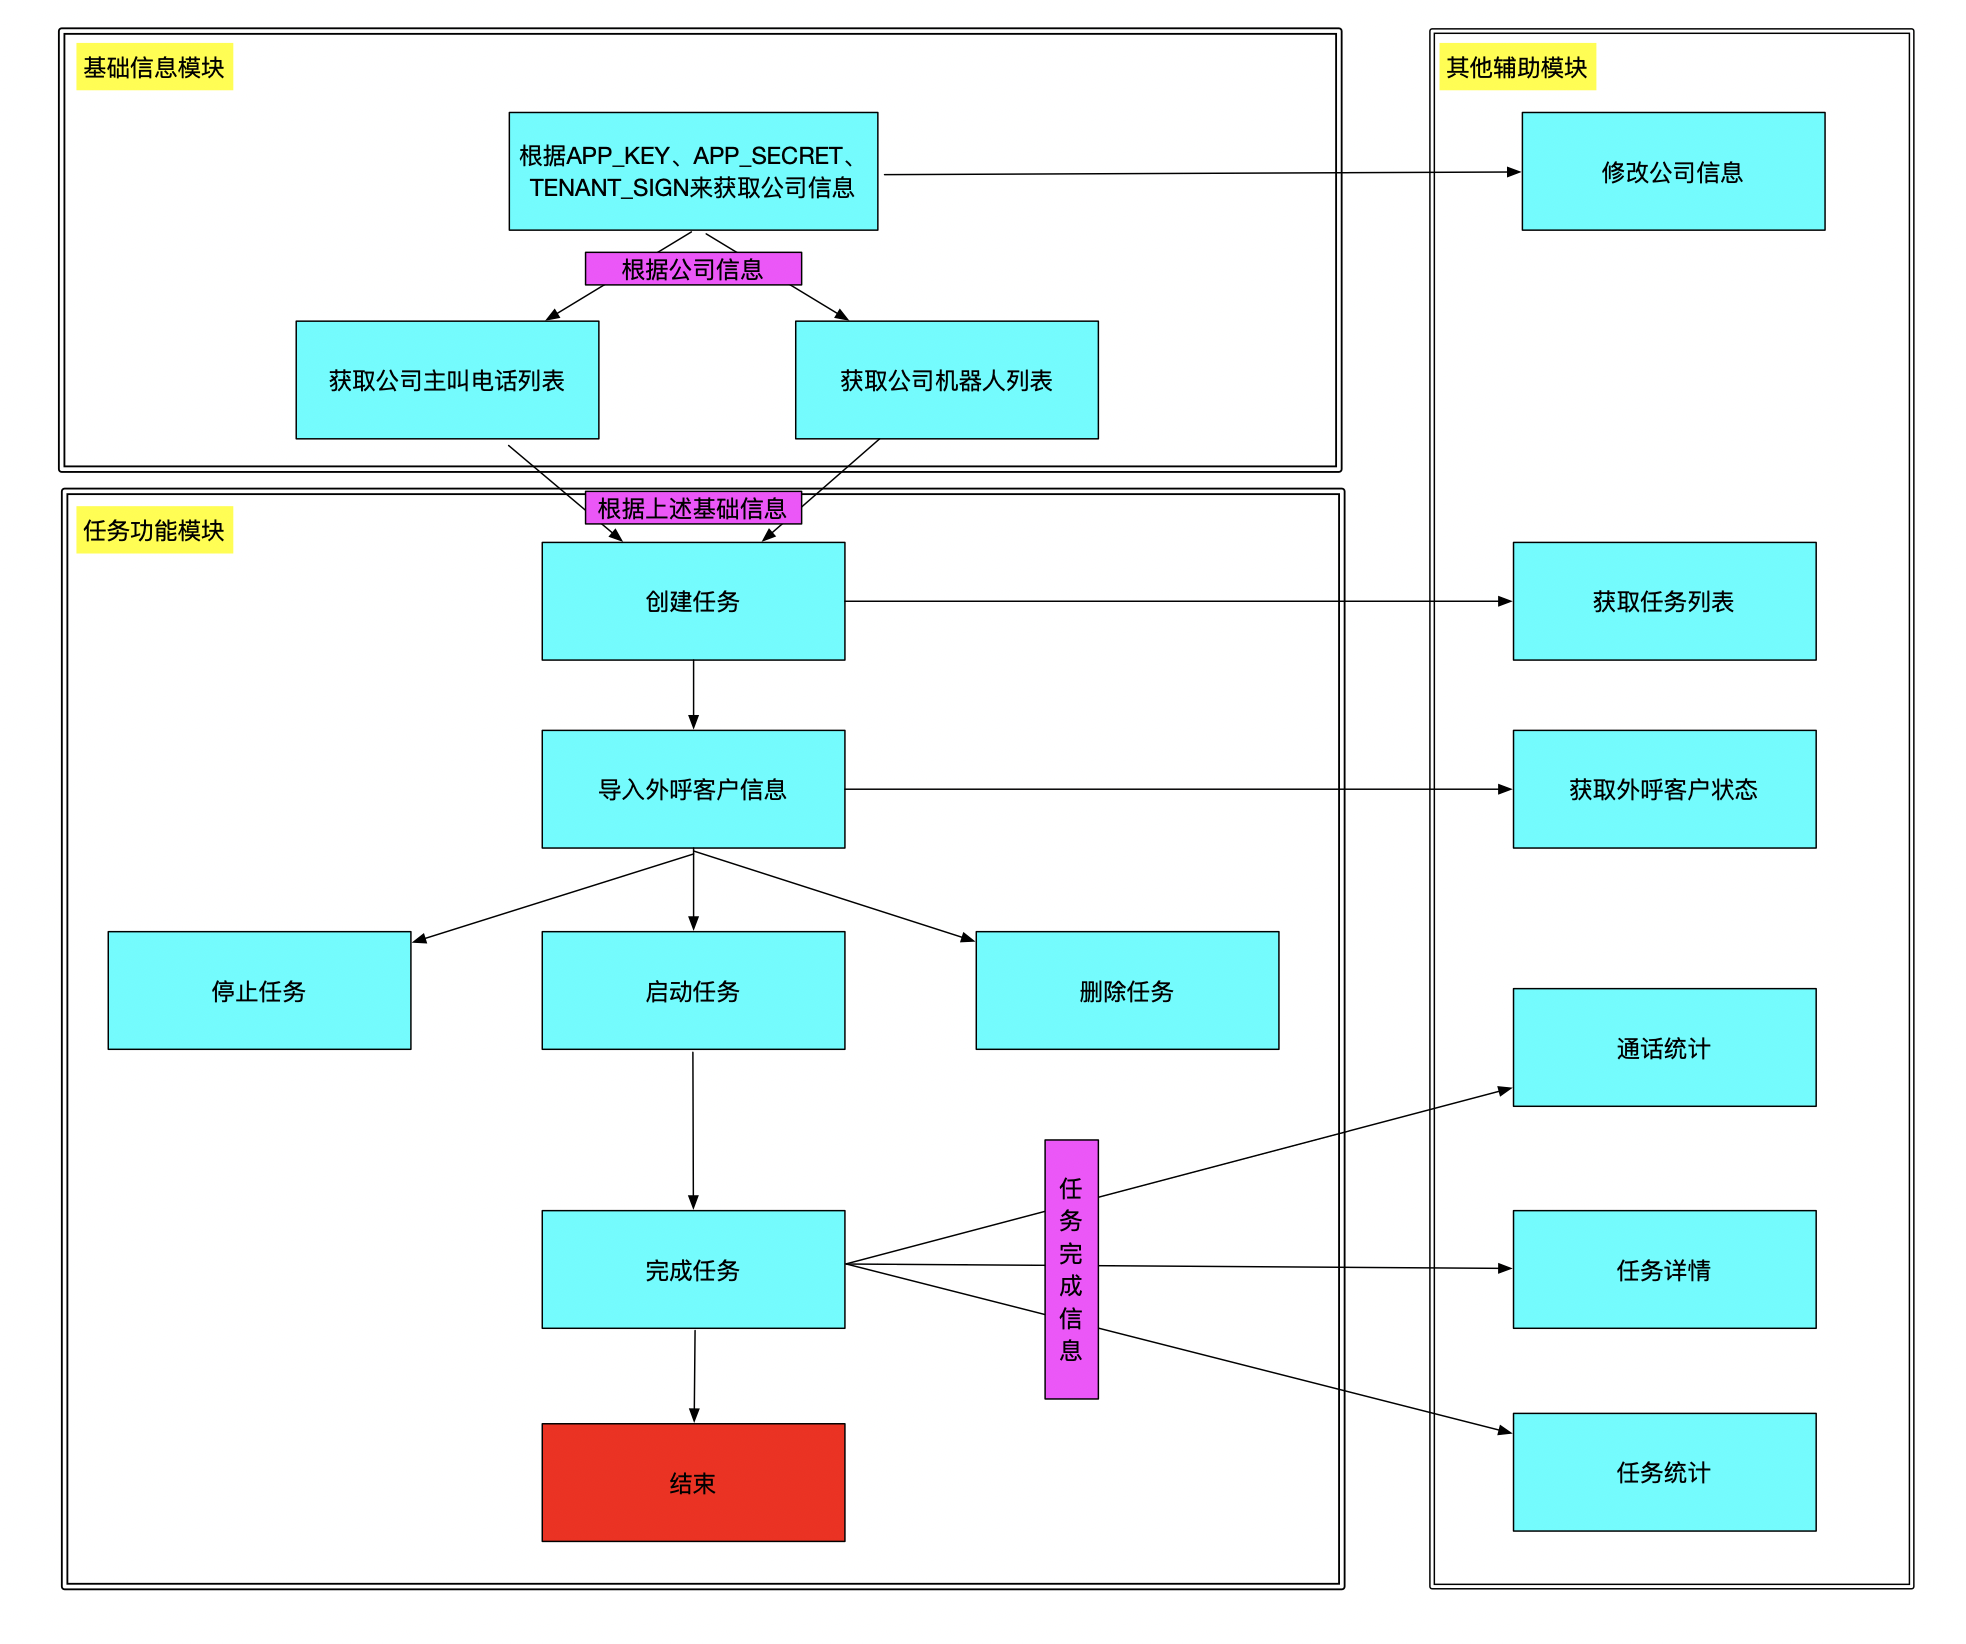 基础信息模块
根据APP_KEY、APP_SECRET、
TENANT_SIGN来获取公司信息
根据公司信息
获取公司主叫电话列表
获取公司机器人列表
根据上述基础信息
任务功能模块
创建任务
导入外呼客户信息
停止任务
启动任务
删除任务
完成任务
任
务
完
成
信
息
结束
其他辅助模块
修改公司信息
获取任务列表
获取外呼客户状态
通话统计
任务详情
任务统计